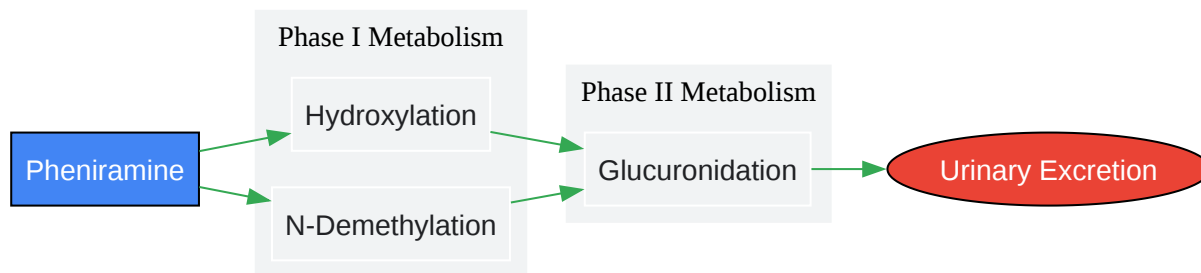 Phase I Metabolism
Hydroxylation
Pheniramine
N-Demethylation
Phase II Metabolism
Glucuronidation
Urinary Excretion